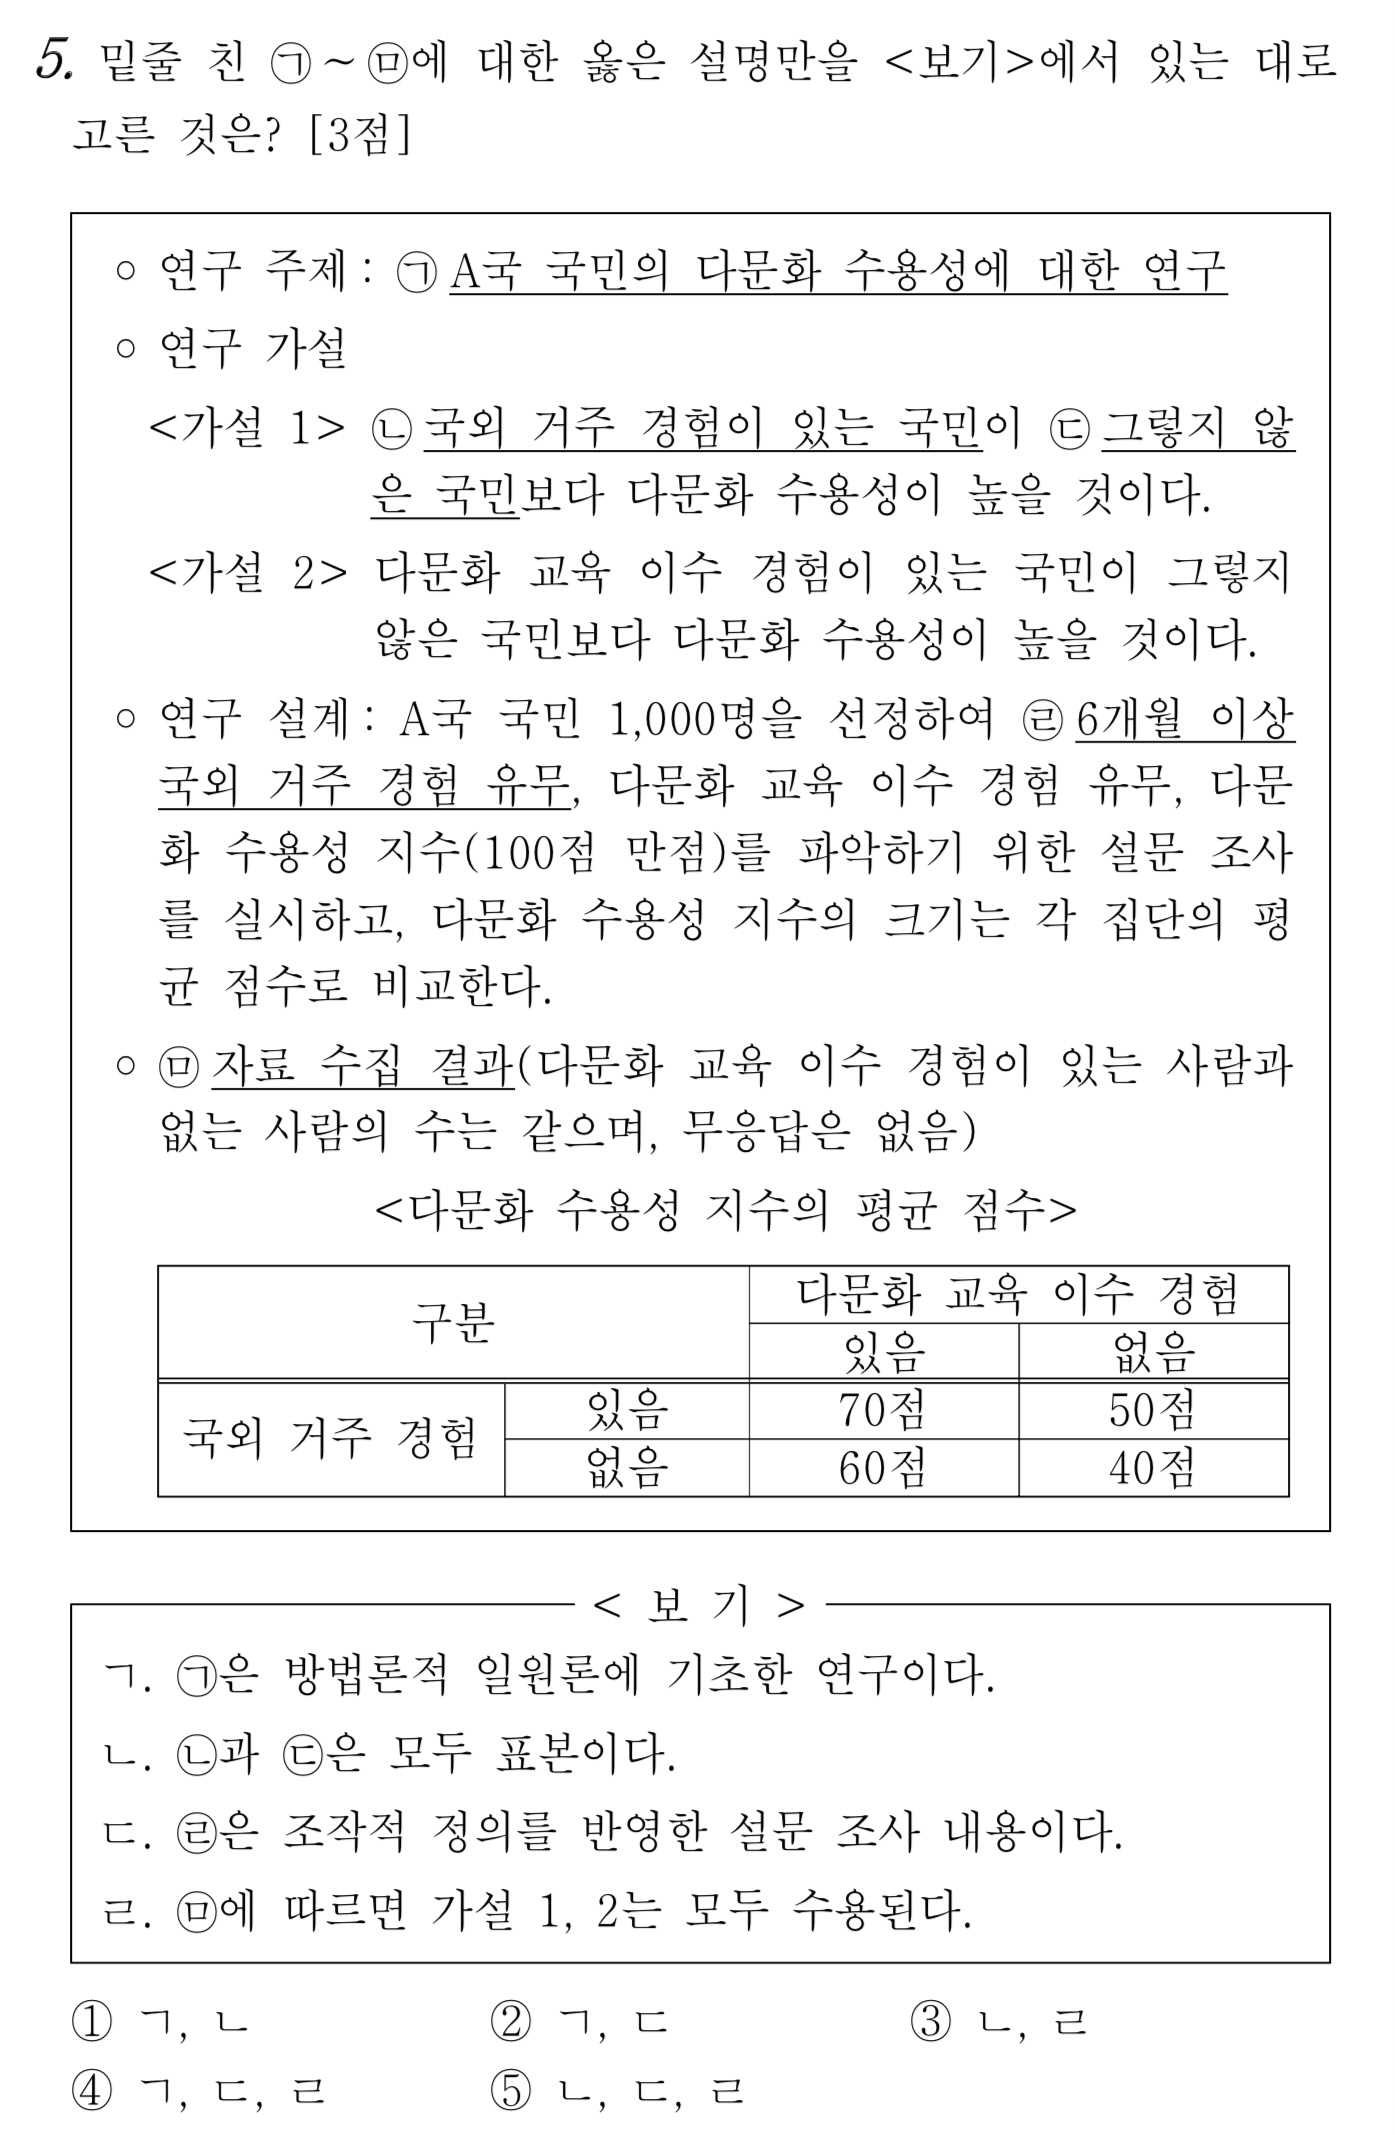 5. 밑줄 친 ㉠~㉤에 대한 옳은 설명만을 <보기>에서 있는 대로
고른 것은? [3점]
○ 연구 주제: ㉠ A국 국민의 다문화 수용성에 대한 연구
○ 연구 가설
<가설 1> ㉡ 국외 거주 경험이 있는 국민이 ㉢ 그렇지 않
은 국민보다 다문화 수용성이 높을 것이다.
<가설 2> 다문화 교육 이수 경험이 있는 국민이 그렇지
않은 국민보다 다문화 수용성이 높을 것이다.
○ 연구 설계: A국 국민 1,000명을 선정하여 ㉣ 6개월 이상
국외 거주 경험 유무, 다문화 교육 이수 경험 유무, 다문
화 수용성 지수(100점 만점)를 파악하기 위한 설문 조사
를 실시하고, 다문화 수용성 지수의 크기는 각 집단의 평
균 점수로 비교한다.
○ ㉤ 자료 수집 결과(다문화 교육 이수 경험이 있는 사람과
없는 사람의 수는 같으며, 무응답은 없음)
<다문화 수용성 지수의 평균 점수>
구분 다문화 교육 이수 경험
있음 없음
국외 거주 경험 있음 70점 50점
없음 60점 40점
< 보 기 >
ㄱ. ㉠은 방법론적 일원론에 기초한 연구이다.
ㄴ. ㉡과 ㉢은 모두 표본이다.
ㄷ. ㉣은 조작적 정의를 반영한 설문 조사 내용이다.
ㄹ. ㉤에 따르면 가설 1, 2는 모두 수용된다.
① ㄱ, ㄴ ② ㄱ, ㄷ ③ ㄴ, ㄹ
④ ㄱ, ㄷ, ㄹ ⑤ ㄴ, ㄷ, ㄹ